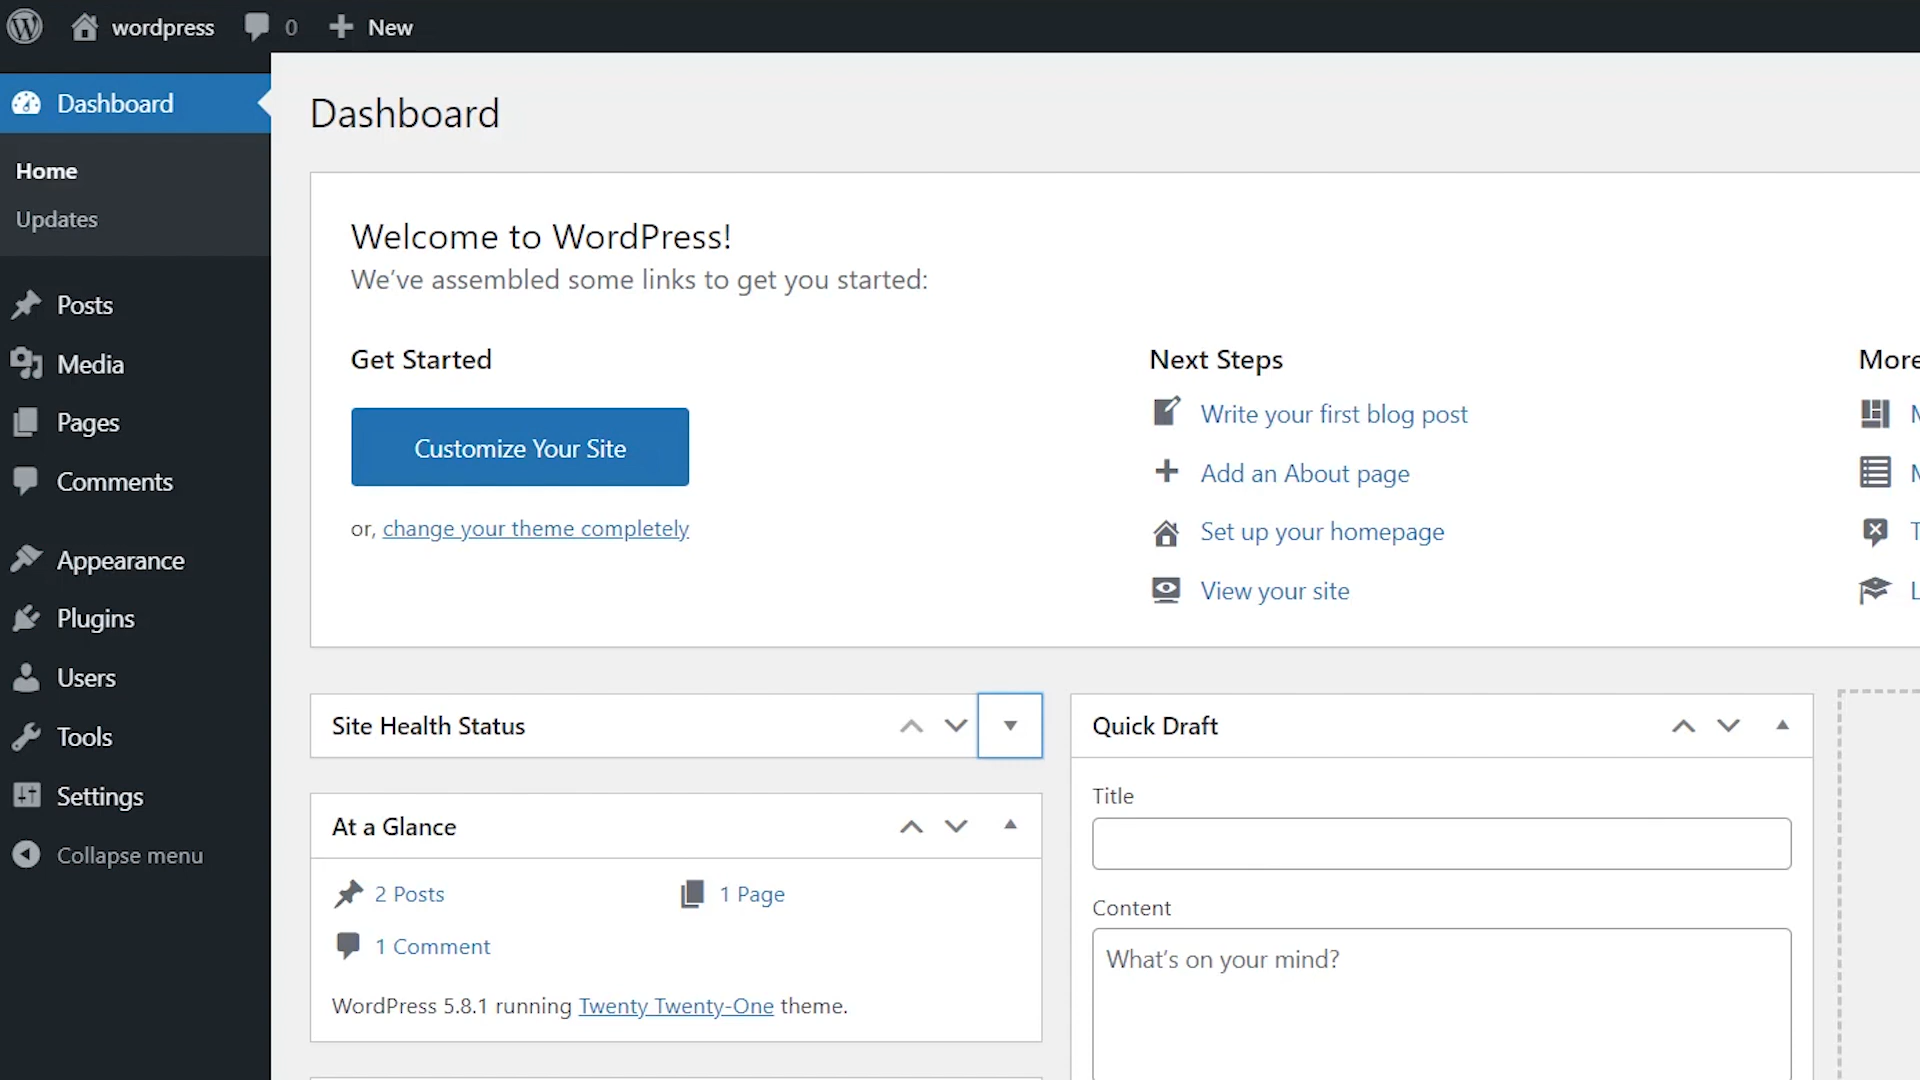 wordpress 0 New
Dashboard
Home
Updates
Posts
Media
Pages
Comments
Appearance
Plugins
Users
Tools
Settings
Collapse menu
Dashboard
Welcome to WordPress!
We’ve assembled some links to get you started:
Get Started
Customize Your Site
or, change your theme completely
Next Steps
Write your first blog post
Add an About page
Set up your homepage
View your site
More
Site Health Status
At a Glance
2 Posts
1 Page
1 Comment
WordPress 5.8.1 running Twenty Twenty-One theme.
Quick Draft
Title
Content
What’s on your mind?